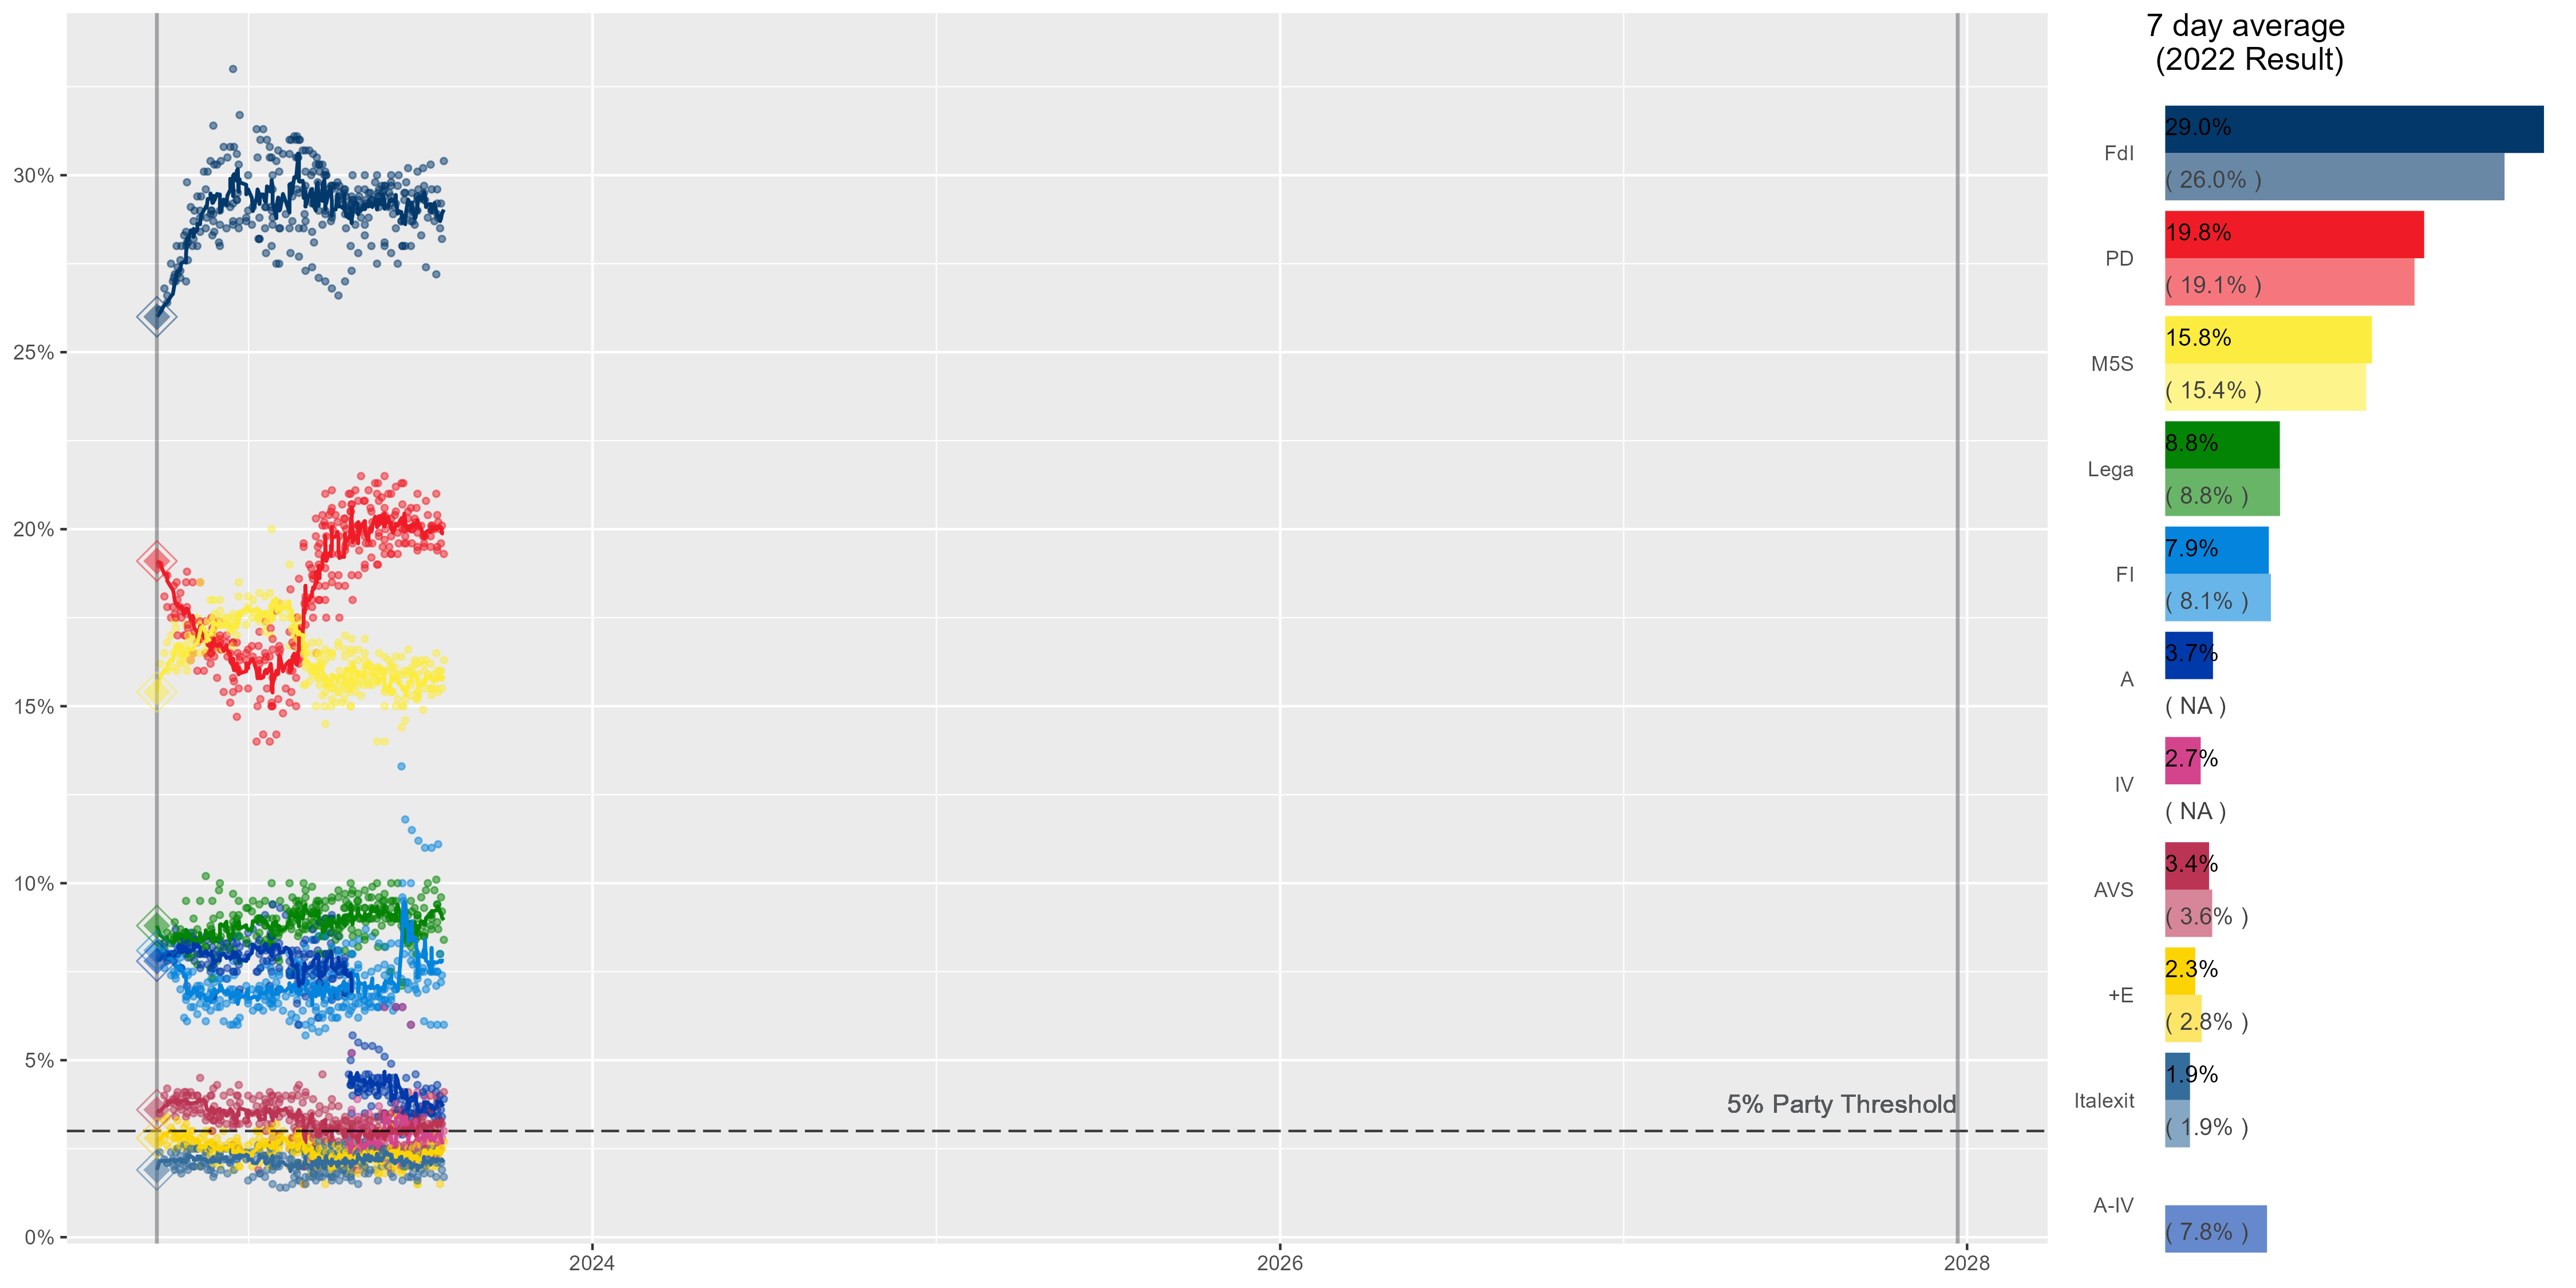 30%
25%
20%
15%
10%
5%
0%
2024
2026
2028
5% Party Threshold
7 day average
(2022 Result)
FdI
29.0%
( 26.0% )
PD
19.8%
( 19.1% )
M5S
15.8%
( 15.4% )
Lega
8.8%
( 8.8% )
FI
7.9%
( 8.1% )
A
3.7%
( NA )
IV
2.7%
( NA )
AVS
3.4%
( 3.6% )
+E
2.3%
( 2.8% )
Italexit
1.9%
( 1.9% )
A-IV
( 7.8% )